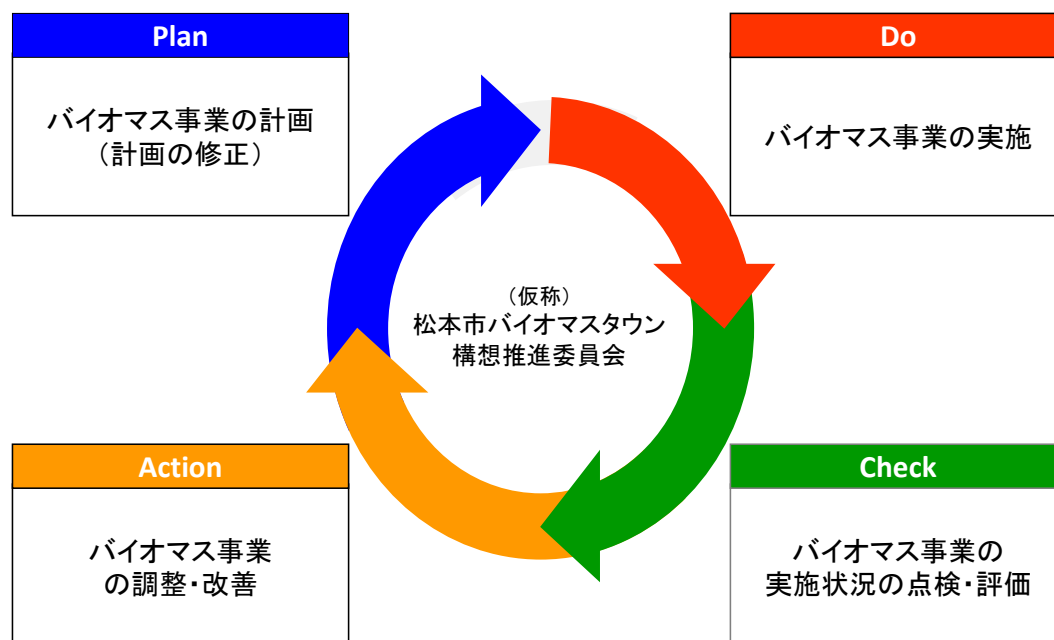 Plan
バイオマス事業の計画
（計画の修正）
Do
バイオマス事業の実施
（仮称）
松本市バイオマスタウン
構想推進委員会
Action
バイオマス事業
の調整・改善
Check
バイオマス事業の
実施状況の点検・評価